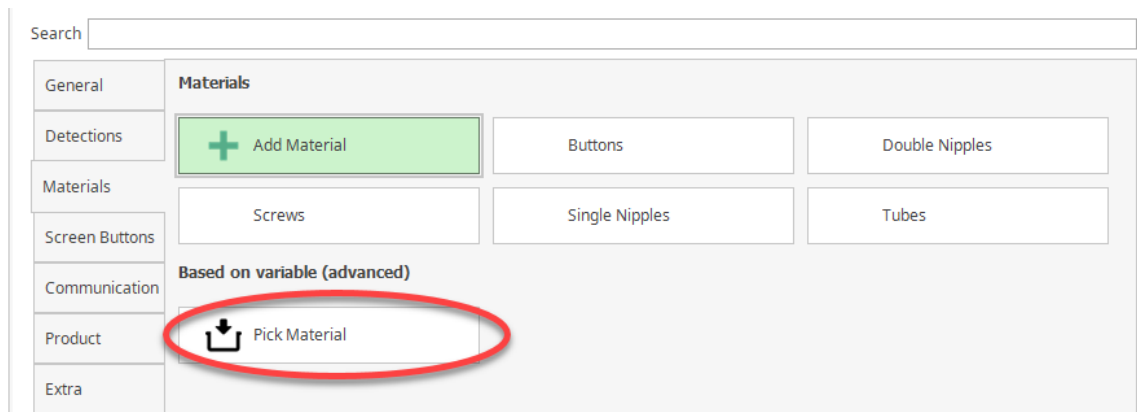 Search
General
Detections
Materials
Screen Buttons
Communication
Product
Extra
Materials
Add Material
Buttons
Double Nipples
Screws
Single Nipples
Tubes
Based on variable (advanced)
Pick Material